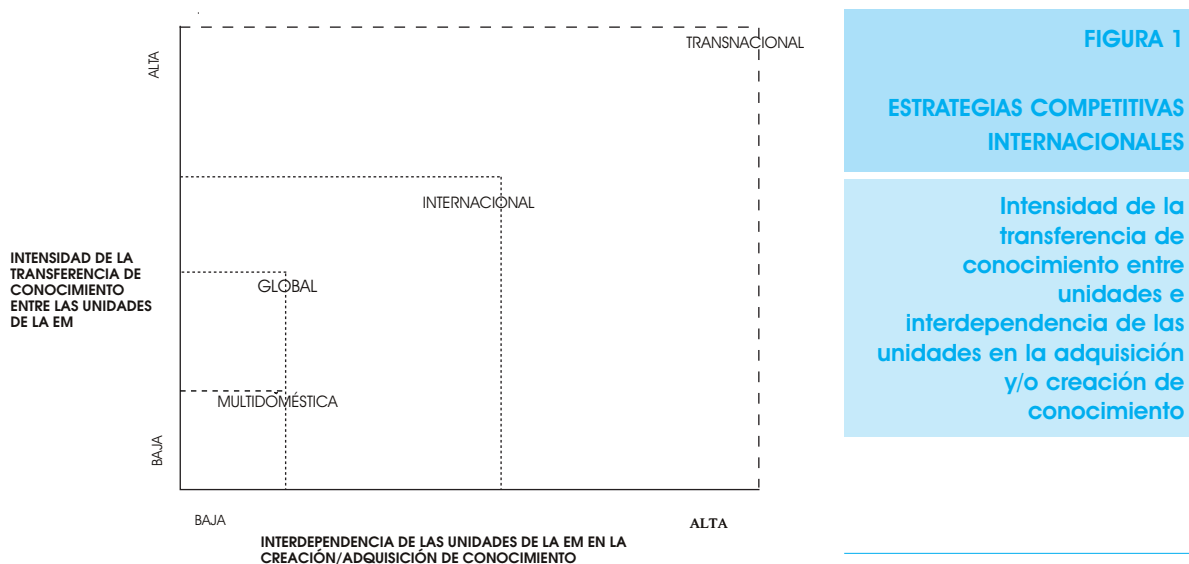 ALTA
TRANSNACIONAL
INTERNACIONAL
INTENSIDAD DE LA
TRANSFERENCIA DE
CONOCIMIENTO
ENTRE LAS UNIDADES
DE LA EM
GLOBAL
MULTIDOMÉSTICA
BAJA
BAJA
ALTA
INTERDEPENDENCIA DE LAS UNIDADES DE LA EM EN LA
CREACIÓN/ADQUISICIÓN DE CONOCIMIENTO
FIGURA 1
ESTRATEGIAS COMPETITIVAS
INTERNACIONALES
Intensidad de la
transferencia de
conocimiento entre
unidades e
interdependencia de las
unidades en la adquisición
y/o creación de
conocimiento